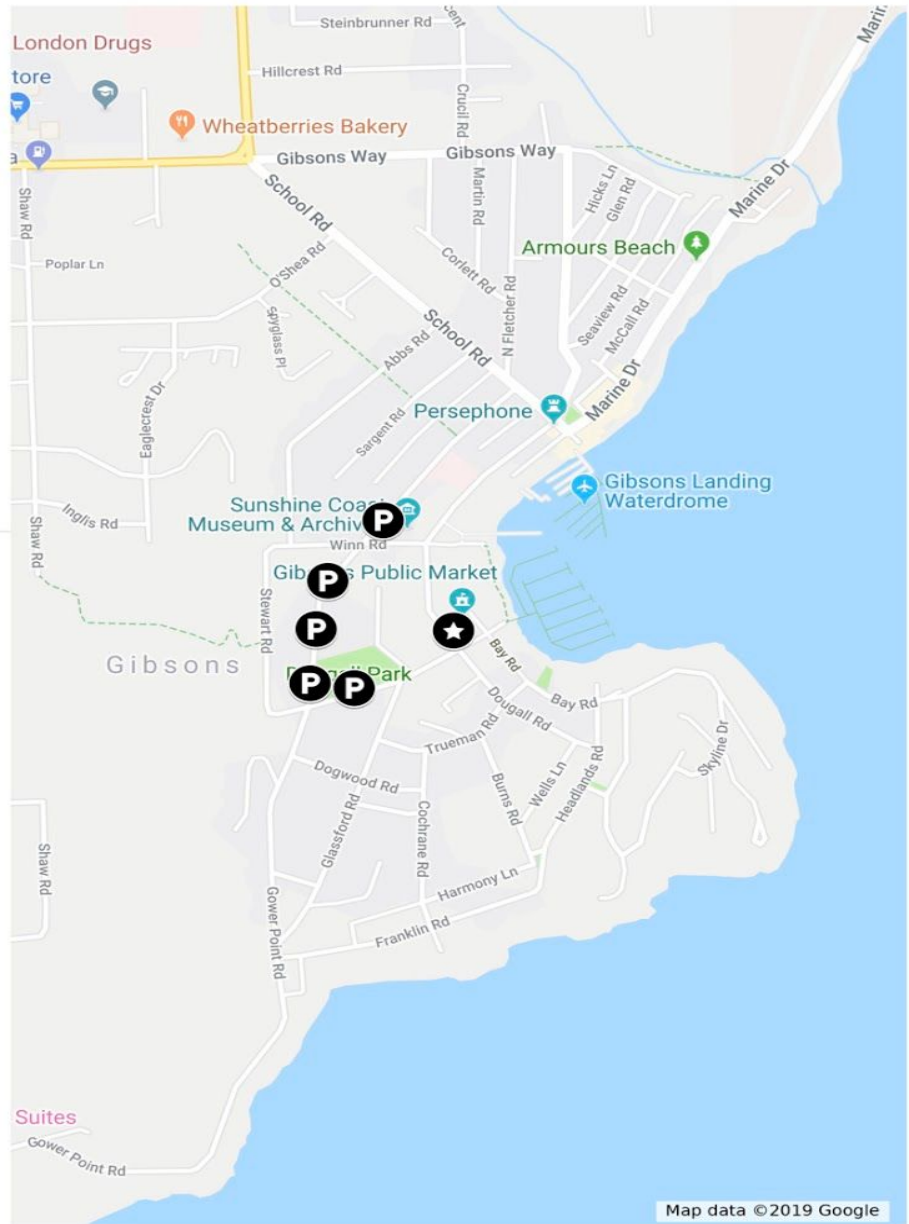 Steinbrunner Rd
cent
Marin
London Drugs
tore
Hillcrest Rd
Crucil Rd
Wheatberries Bakery
a
Gibsons Way
Gibsons Way
School Rd
Shaw Rd
Martin Rd
Hicks Ln
Glen Rd
Marine Dr
Armours Beach
O'Shea Rd
Poplar Ln
Corlett Rd
N Fletcher Rd
Seaview Rd
McCall Rd
Spyglass Pl
School Rd
Abbs Rd
Marine Dr
Persephone
Eaglecrest Dr
Sargent Rd
Gibsons Landing
Waterdrome
Sunshine Coas
Museum & Archiv
P
Inglis Rd
Shaw Rd
Winn Rd
Gib s Public Market
P
Stewart Rd
P
Bay Rd
Gibsons
Park
P
P
Bay Rd
Dougall Rd
Trueman Rd
Skyline Dr
Dogwood Rd
Wells Ln
Headlands Rd
Burns Rd
Glassford Rd
Cochrane Rd
Shaw Rd
Harmony Ln
Gower Point Rd
Franklin Rd
Suites
Gower Point Rd
Map data ©2019 Google